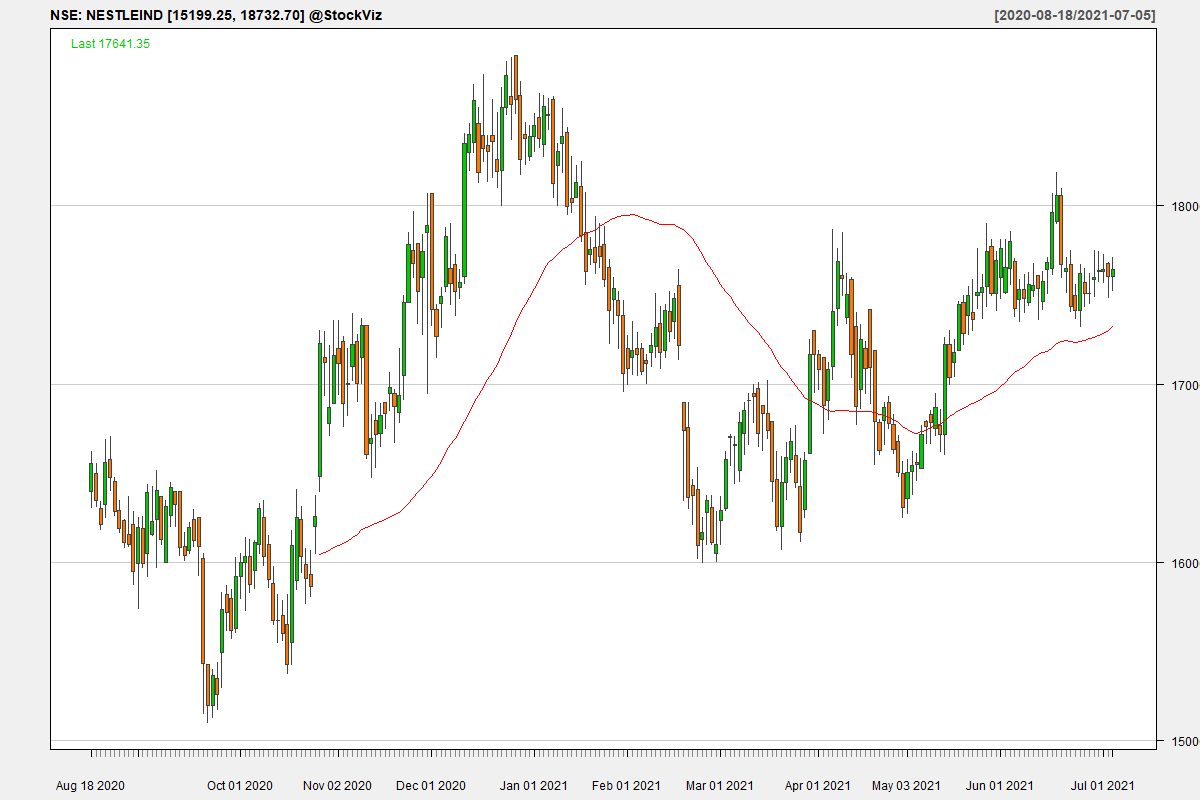 NSE: NESTLEIND [15199.25, 18732.70] @StockViz [2020-08-18/2021-07-05]
Last 17641.35
1800
1700
1600
1500
Aug 18 2020 Oct 01 2020 Nov 02 2020 Dec 01 2020 Jan 01 2021 Feb 01 2021 Mar 01 2021 Apr 01 2021 May 03 2021 Jun 01 2021 Jul 01 2021